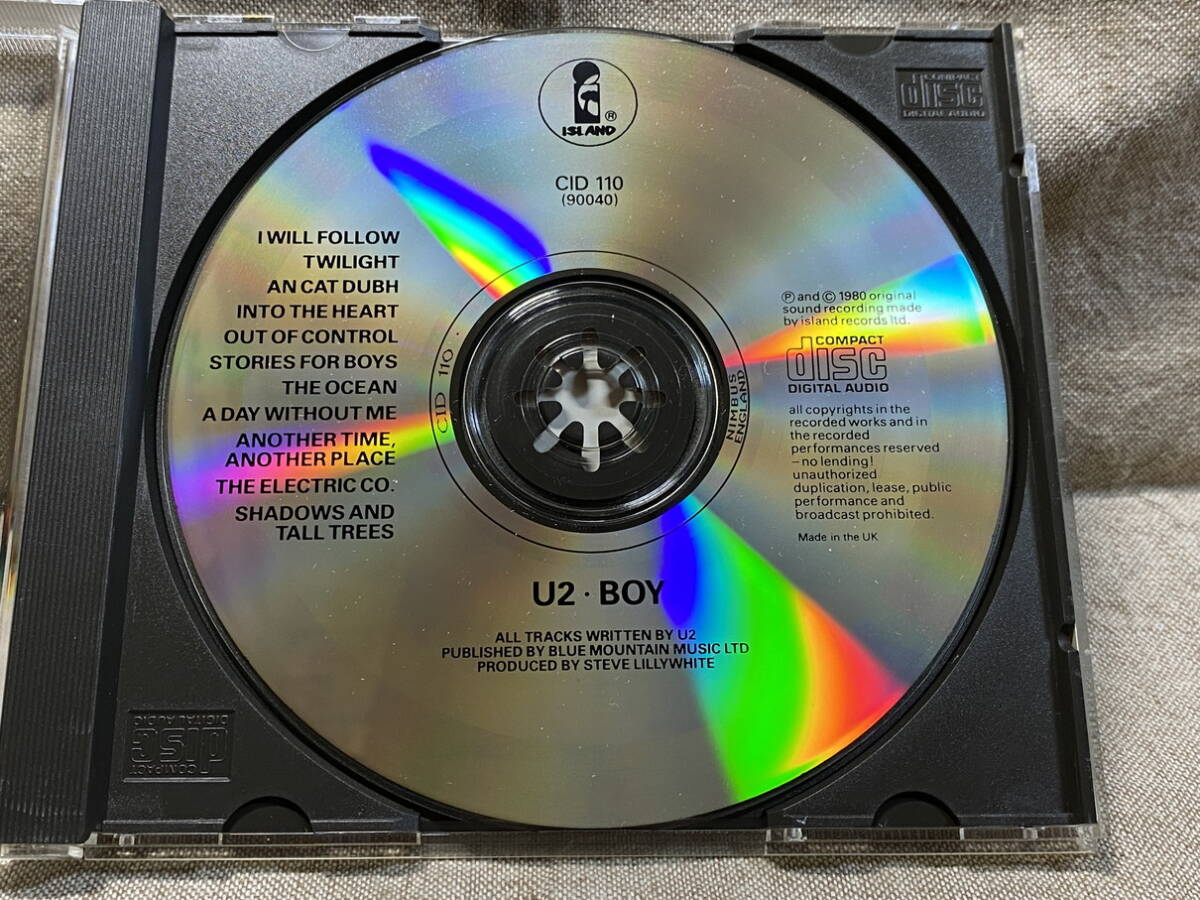 ISLAND ®
CID 110
(90040)
COMPACT
disc
DIGITAL AUDIO
I WILL FOLLOW
TWILIGHT
AN CAT DUBH
INTO THE HEART
OUT OF CONTROL
STORIES FOR BOYS
THE OCEAN
A DAY WITHOUT ME
ANOTHER TIME,
ANOTHER PLACE
THE ELECTRIC CO.
SHADOWS AND
TALL TREES
CID 110 .
NIMBUS
ENGLAND
Ⓟ and © 1980 original
sound recording made
by island records ltd.
COMPACT
disc
DIGITAL AUDIO
all copyrights in the
recorded works and in
the recorded
performances reserved
– no lending!
unauthorized
duplication, lease, public
performance and
broadcast prohibited.
Made in the UK
U2 · BOY
ALL TRACKS WRITTEN BY U2
PUBLISHED BY BLUE MOUNTAIN MUSIC LTD
PRODUCED BY STEVE LILLYWHITE
COMPACT
disc
DIGITAL AUDIO